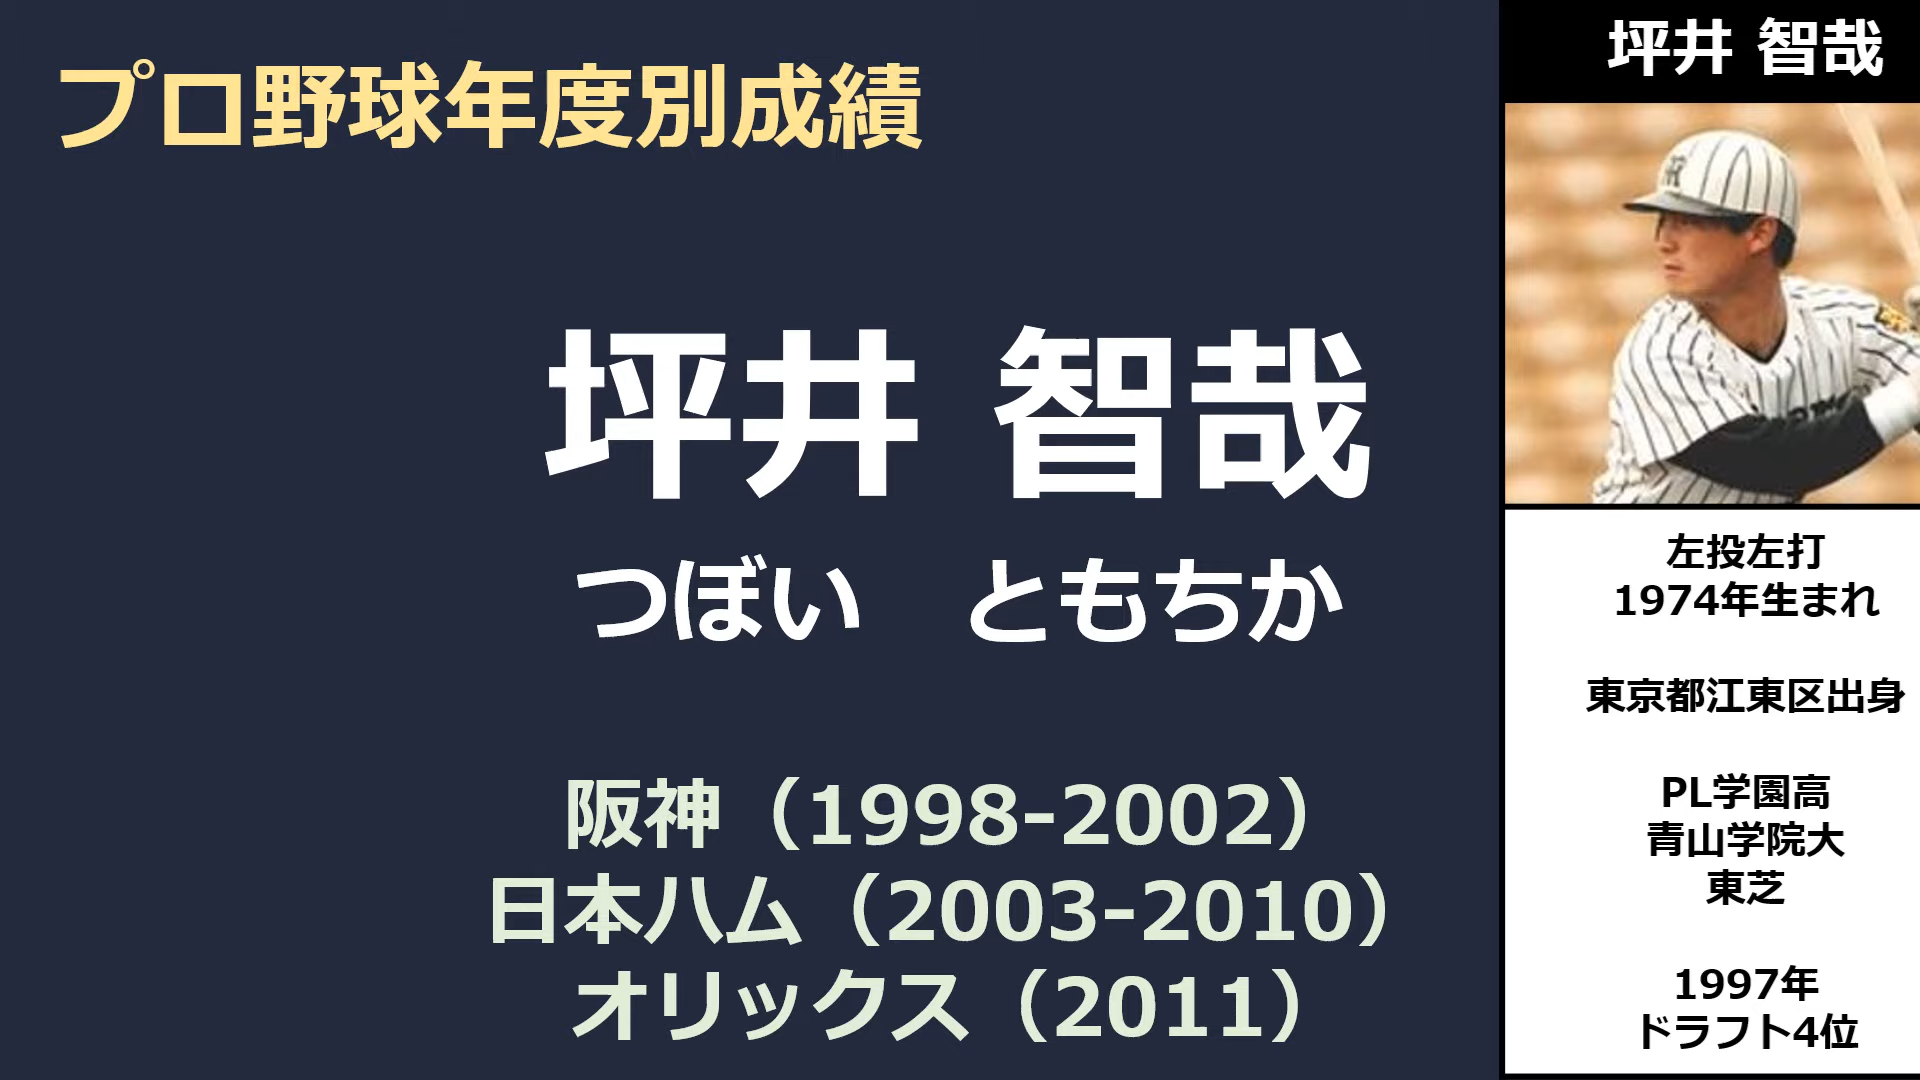 プロ野球年度別成績
坪井 智哉
つぼい　ともちか
阪神（1998-2002）
日本ハム（2003-2010）
オリックス（2011）
坪井 智哉
左投左打
1974年生まれ
東京都江東区出身
PL学園高
青山学院大
東芝
1997年
ドラフト4位